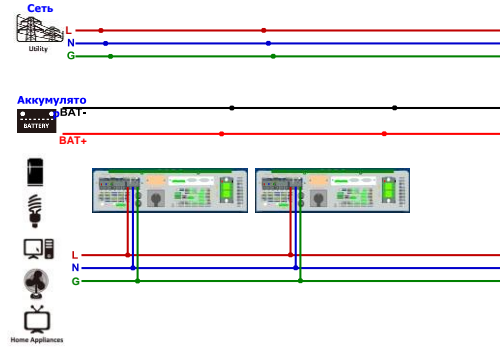 Сеть
L
Utility
N
G
Аккумулято
р
BAT-
BATTERY
BAT+
L
N
G
Home Appliances